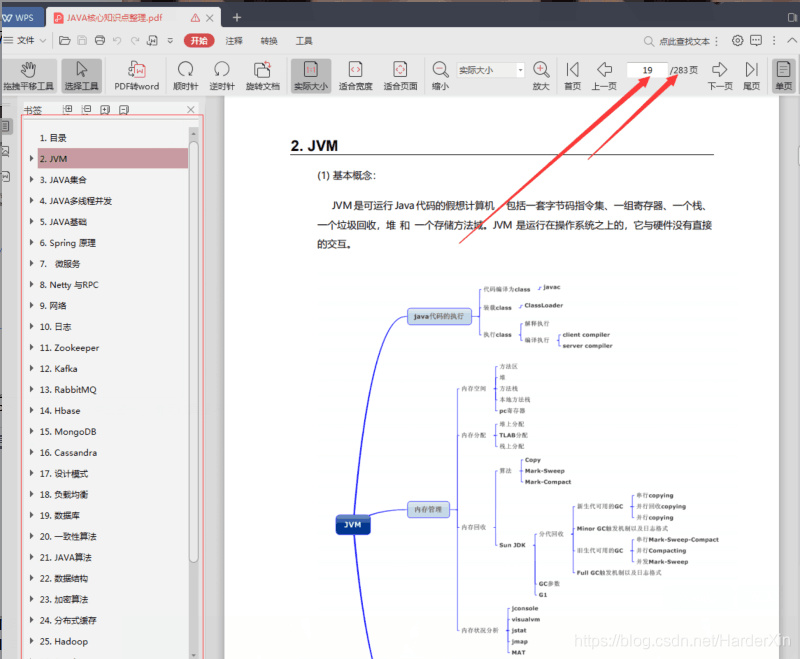 WPS
JAVA核心知识点整理.pdf
文件
开始 注释 转换 工具
点此查找文本
拖拽平移工具 选择工具 PDF转word 顺时针 逆时针 旋转文档 实际大小 适合宽度 适合页面 缩小 实际大小 放大 首页 上一页 19 /283页 下一页 尾页 单页
书签
1. 目录
2. JVM
3. JAVA集合
4. JAVA多线程并发
5. JAVA基础
6. Spring 原理
7. 微服务
8. Netty 与RPC
9. 网络
10. 日志
11. Zookeeper
12. Kafka
13. RabbitMQ
14. Hbase
15. MongoDB
16. Cassandra
17. 设计模式
18. 负载均衡
19. 数据库
20. 一致性算法
21. JAVA算法
22. 数据结构
23. 加密算法
24. 分布式缓存
25. Hadoop
2. JVM
(1) 基本概念：
JVM 是可运行 Java 代码的假想计算机，包括一套字节码指令集、一组寄存器、一个栈、
一个垃圾回收，堆 和 一个存储方法域。JVM 是运行在操作系统之上的，它与硬件没有直接
的交互。
JVM
java代码的执行
代码编译为class
javac
装载class
ClassLoader
执行class
解释执行
编译执行
client compiler
server compiler
内存管理
内存空间
方法区
堆
方法栈
本地方法栈
pc寄存器
内存分配
堆上分配
TLAB分配
栈上分配
内存回收
算法
Copy
Mark-Sweep
Mark-Compact
Sun JDK
分代回收
新生代可用的GC
串行copying
并行回收copying
并行copying
Minor GC触发机制以及日志格式
旧生代可用的GC
串行Mark-Sweep-Compact
并行Compacting
并发Mark-Sweep
Full GC触发机制以及日志格式
GC参数
G1
内存状况分析
jconsole
visualvm
jstat
jmap
MAT
https://blog.csdn.net/HarderXin